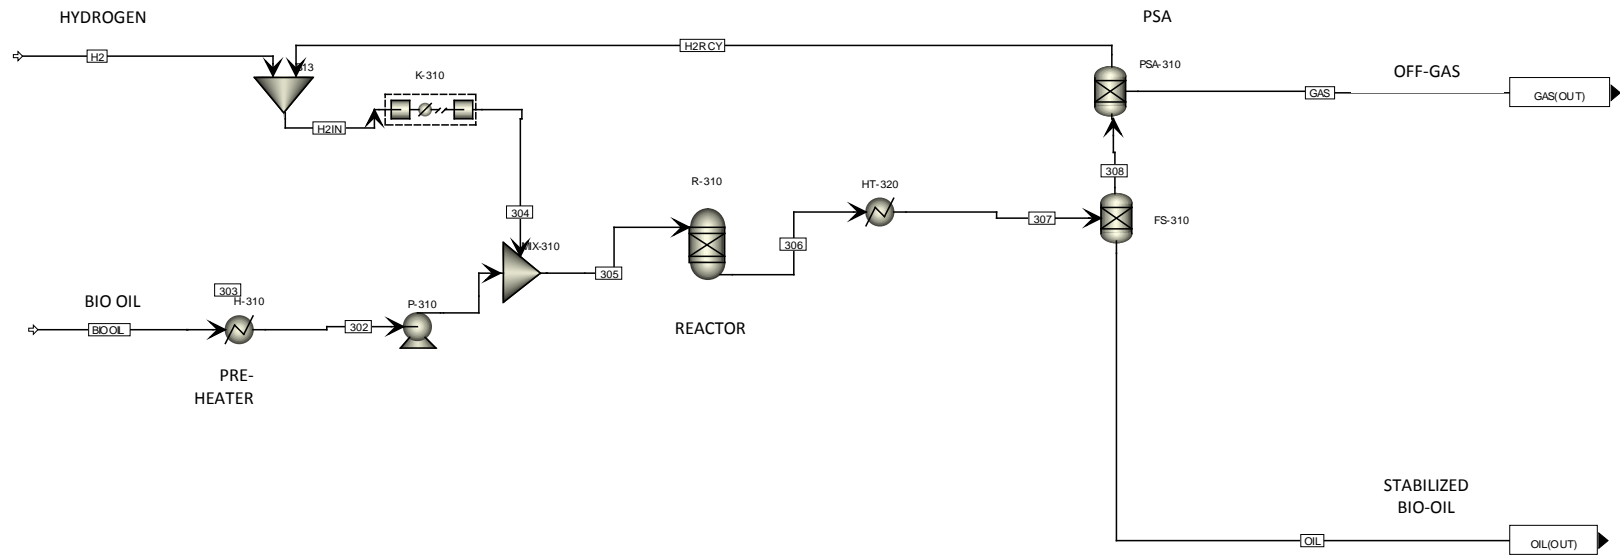 HYDROGEN
PSA
H2
H2RCY
B13
K-310
PSA-310
OFF-GAS
GAS
GAS(OUT)
H2IN
308
R-310
HT-320
304
307
FS-310
MIX-310
306
305
303
H-310
BIO OIL
BIOOIL
302
P-310
REACTOR
PRE-
HEATER
STABILIZED
BIO-OIL
OIL
OIL(OUT)